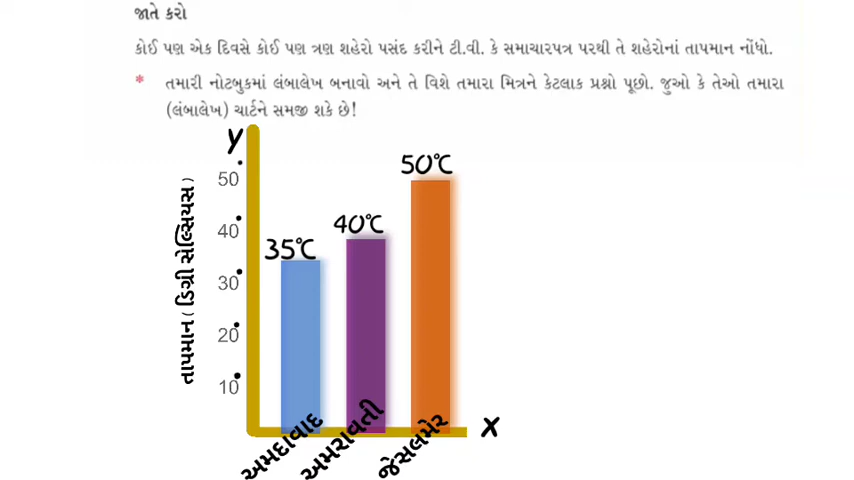 જાતે કરો
કોઈ પણ એક દિવસે કોઈ પણ ત્રણ શહેરો પસંદ કરીને ટી.વી. કે સમાચારપત્ર પરથી તે શહેરોનાં તાપમાન નોંધો.
* તમારી નોટબુકમાં લંબાલેખ બનાવો અને તે વિશે તમારા મિત્રને કેટલાક પ્રશ્નો પૂછો. જુઓ કે તેઓ તમારા
(લંબાલેખ) ચાર્ટને સમજી શકે છે!
y
50
40
30
20
10
તાપમાન ( ડિગ્રી સેલ્સિયસ )
35°C
40°C
50°C
અમદાવાદ
અમરાવતી
જેસલમેર
x